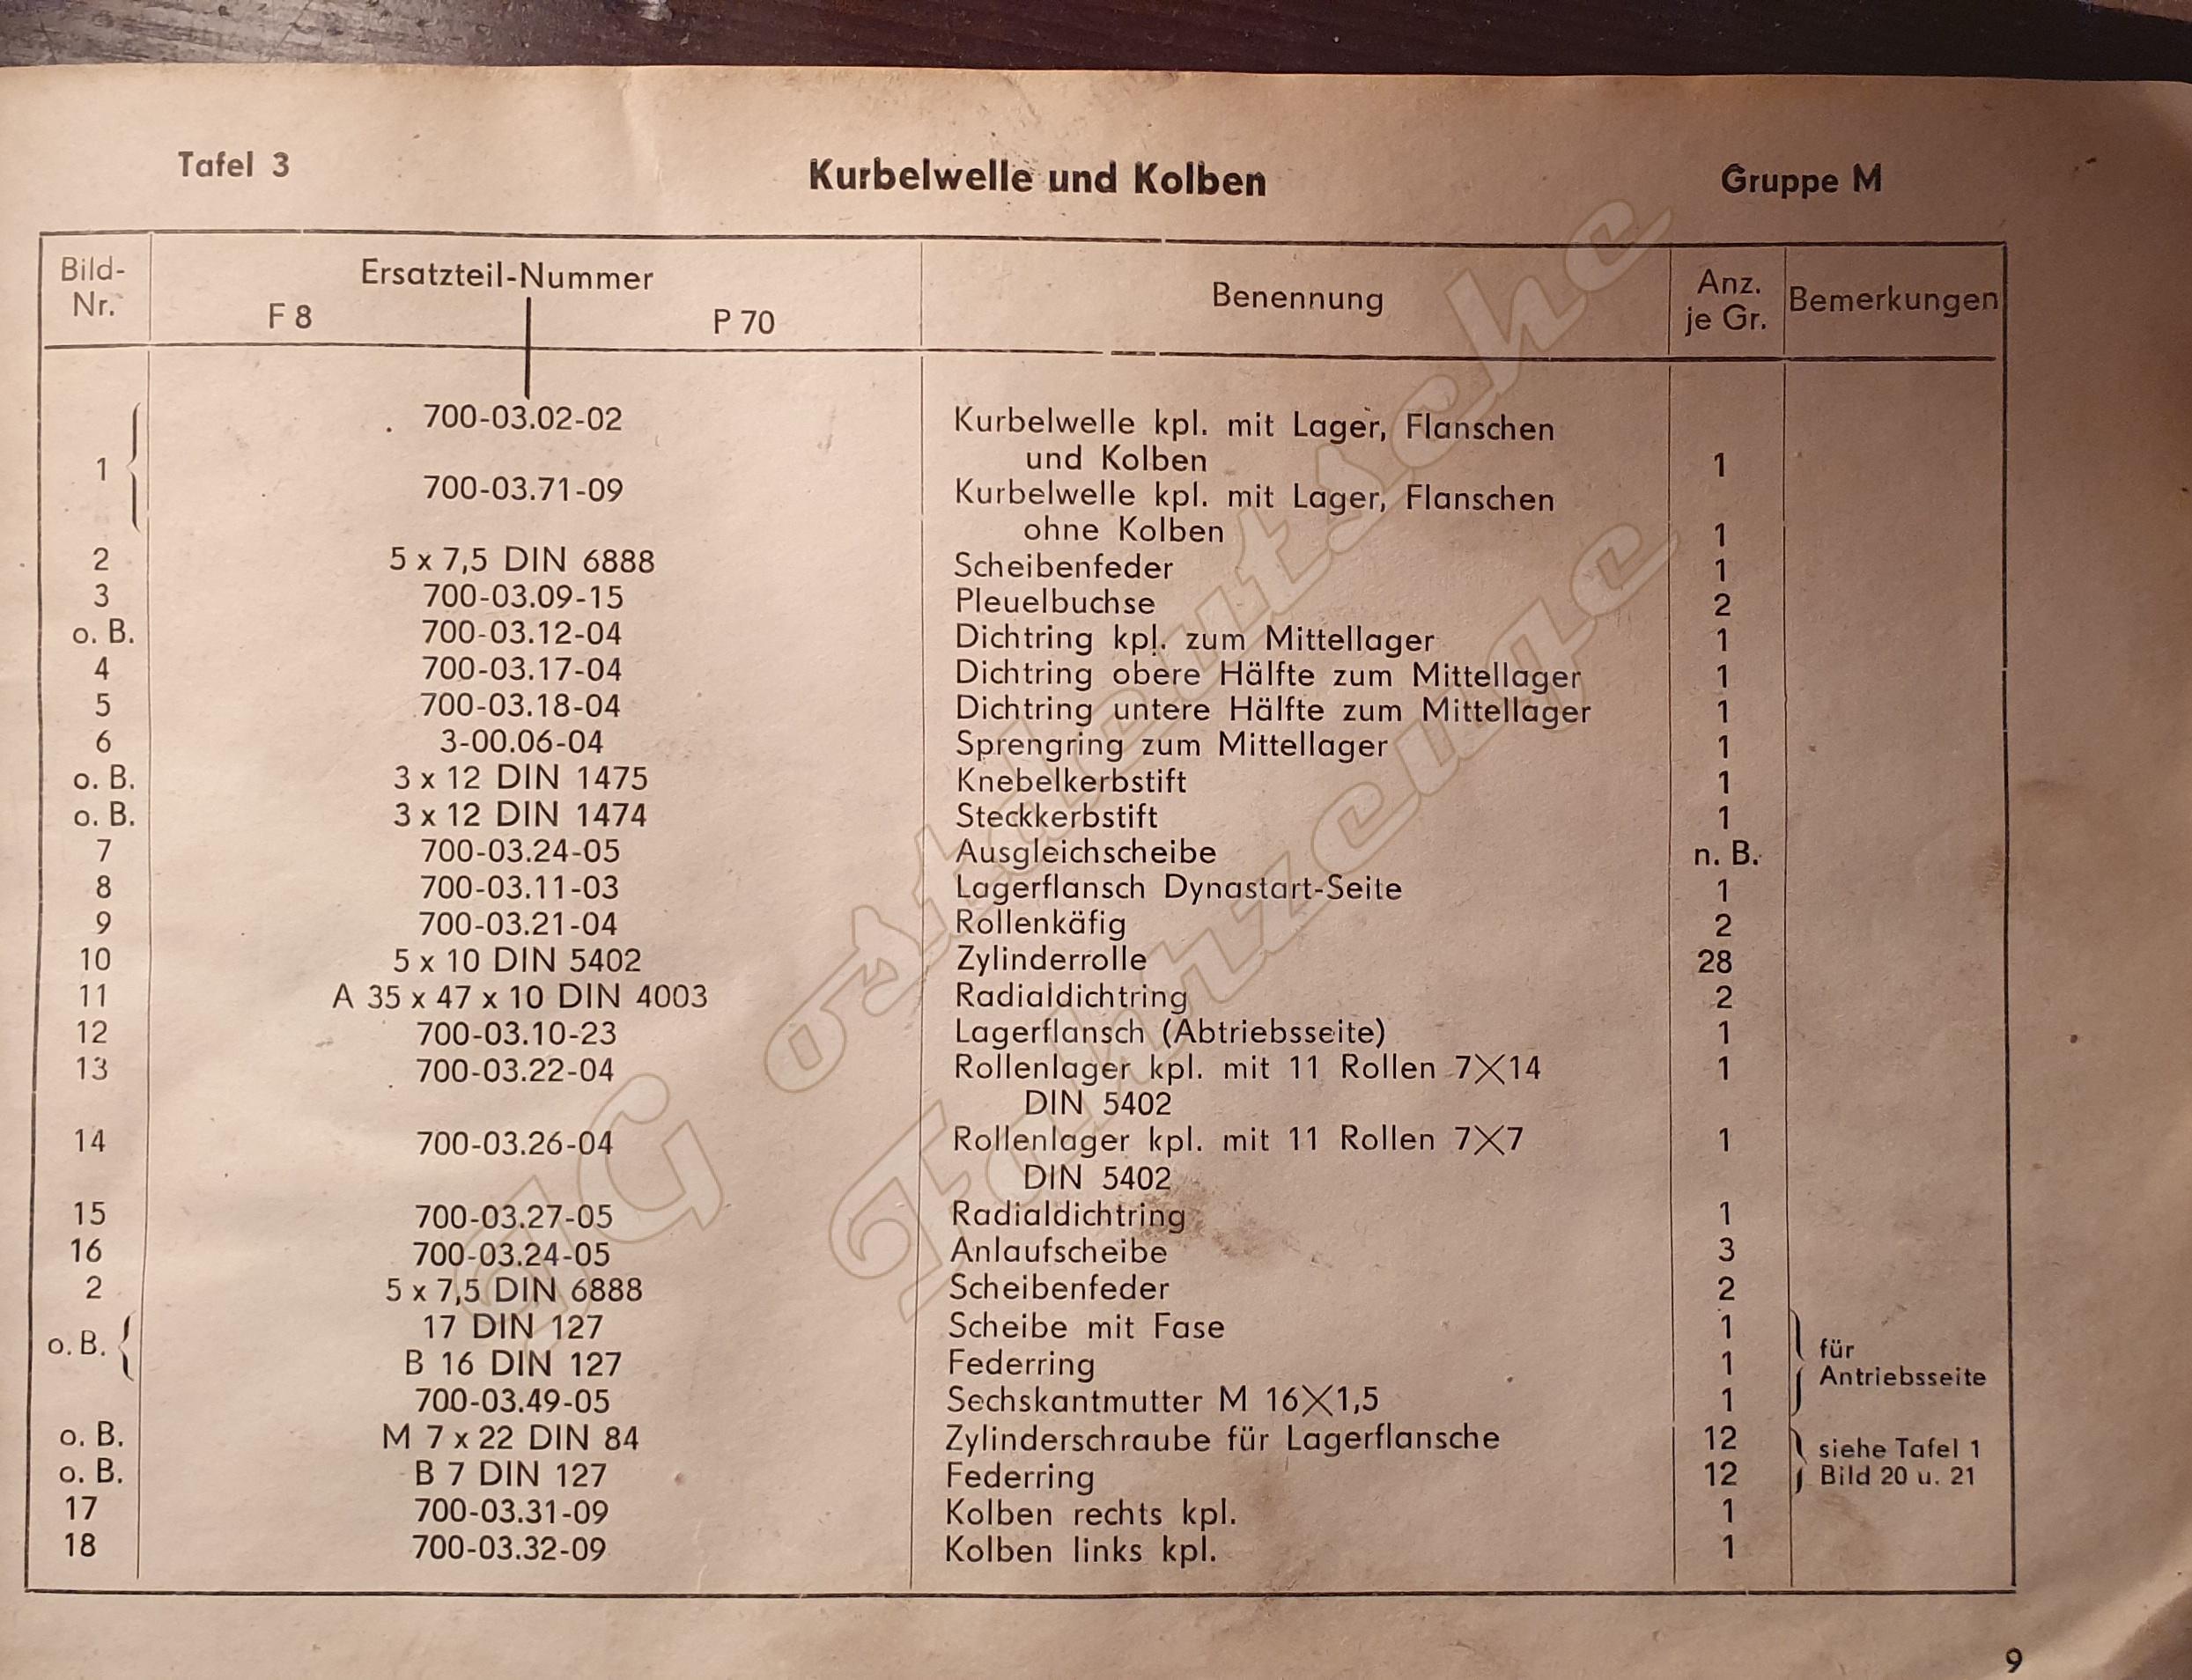 Tafel 3 Kurbelwelle und Kolben Gruppe M
Bild-Nr. Ersatzteil-Nummer F 8 P 70 Benennung Anz. je Gr. Bemerkungen
1 700-03.02-02 Kurbelwelle kpl. mit Lager, Flanschen
und Kolben 1
700-03.71-09 Kurbelwelle kpl. mit Lager, Flanschen
ohne Kolben 1
2 5 x 7,5 DIN 6888 Scheibenfeder 1
3 700-03.09-15 Pleuelbuchse 2
o. B. 700-03.12-04 Dichtring kpl. zum Mittellager 1
4 700-03.17-04 Dichtring obere Hälfte zum Mittellager 1
5 700-03.18-04 Dichtring untere Hälfte zum Mittellager 1
6 3-00.06-04 Sprengring zum Mittellager 1
o. B. 3 x 12 DIN 1475 Knebelkerbstift 1
o. B. 3 x 12 DIN 1474 Steckkerbstift 1
7 700-03.24-05 Ausgleichscheibe n. B.
8 700-03.11-03 Lagerflansch Dynastart-Seite 1
9 700-03.21-04 Rollenkäfig 2
10 5 x 10 DIN 5402 Zylinderrolle 28
11 A 35 x 47 x 10 DIN 4003 Radialdichtring 2
12 700-03.10-23 Lagerflansch (Abtriebsseite) 1
13 700-03.22-04 Rollenlager kpl. mit 11 Rollen 7X14 1
DIN 5402
14 700-03.26-04 Rollenlager kpl. mit 11 Rollen 7X7 1
DIN 5402
15 700-03.27-05 Radialdichtring 1
16 700-03.24-05 Anlaufscheibe 3
2 5 x 7,5 DIN 6888 Scheibenfeder 2
o. B. 17 DIN 127 Scheibe mit Fase 1 für
B 16 DIN 127 Federring 1 Antriebsseite
700-03.49-05 Sechskantmutter M 16X1,5 1
o. B. M 7 x 22 DIN 84 Zylinderschraube für Lagerflansche 12 siehe Tafel 1
o. B. B 7 DIN 127 Federring 12 Bild 20 u. 21
17 700-03.31-09 Kolben rechts kpl. 1
18 700-03.32-09 Kolben links kpl. 1
9
IG ostdeutsche
Fahrzeuge